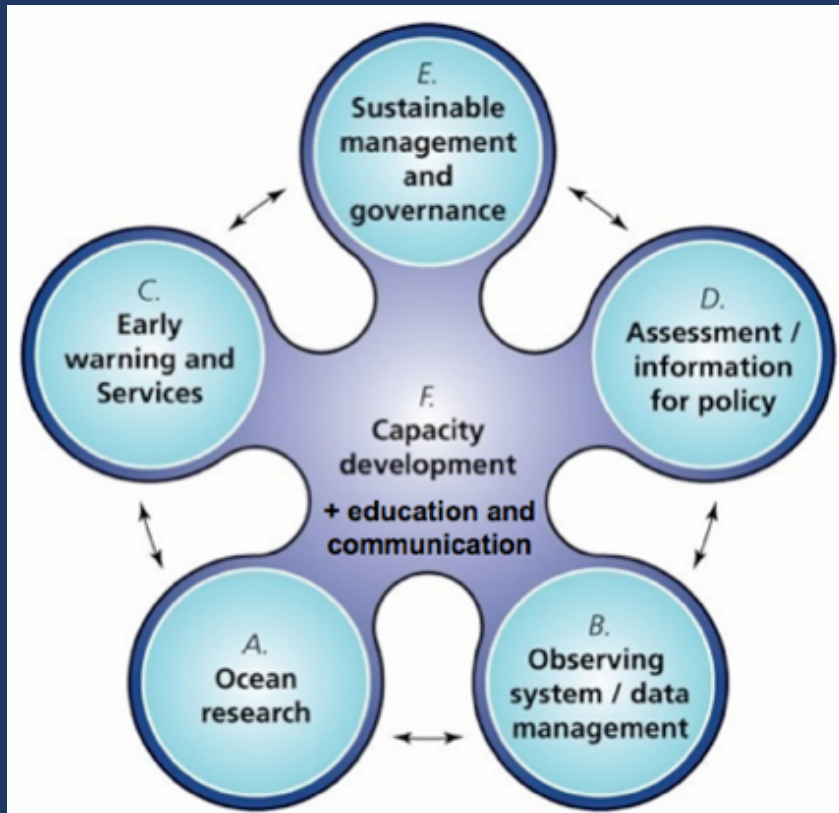 E.
Sustainable
management
and
governance
C.
Early
warning and
Services
D.
Assessment /
information
for policy
F.
Capacity
development
+ education and
communication
A.
Ocean
research
B.
Observing
system / data
management